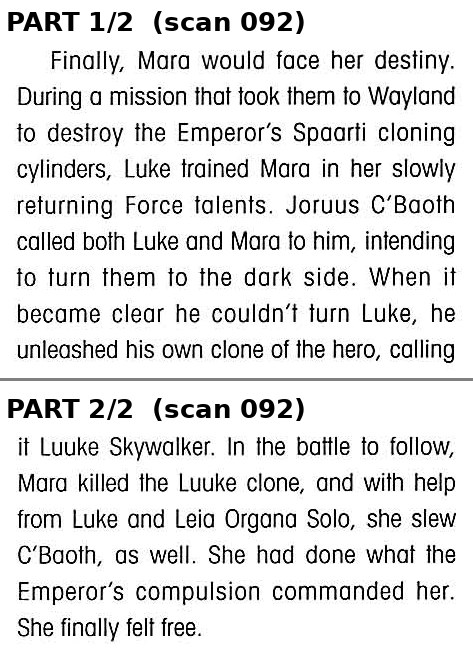 PART 1/2 (scan 092)
Finally, Mara would face her destiny.
During a mission that took them to Wayland
to destroy the Emperor's Spaarti cloning
cylinders, Luke trained Mara in her slowly
returning Force talents. Joruus C'Baoth
called both Luke and Mara to him, intending
to turn them to the dark side. When it
became clear he couldn't turn Luke, he
unleashed his own clone of the hero, calling
PART 2/2 (scan 092)
it Luuke Skywalker. In the battle to follow,
Mara killed the Luuke clone, and with help
from Luke and Leia Organa Solo, she slew
C'Baoth, as well. She had done what the
Emperor's compulsion commanded her.
She finally felt free.